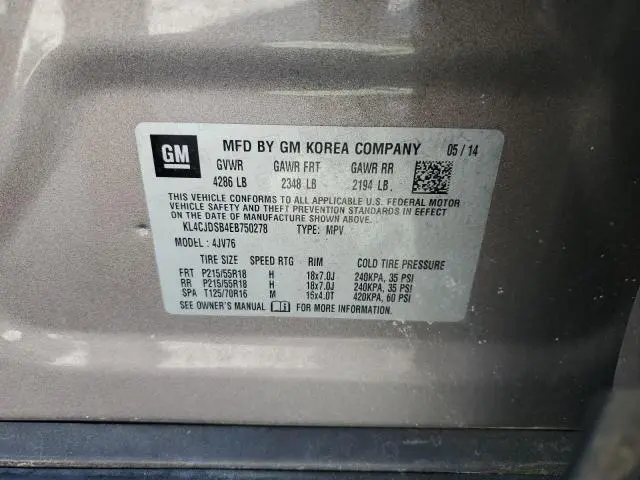 GM
MFD BY GM KOREA COMPANY 05 / 14
GVWR GAWR FRT GAWR RR
4286 LB 2348 LB 2194 LB
THIS VEHICLE CONFORMS TO ALL APPLICABLE U.S. FEDERAL MOTOR
VEHICLE SAFETY AND THEFT PREVENTION STANDARDS IN EFFECT
ON THE DATE OF MANUFACTURE SHOWN ABOVE.
KL4CJDSB4EB750278 TYPE: MPV
MODEL : 4JV76
TIRE SIZE SPEED RTG RIM COLD TIRE PRESSURE
FRT P215/55R18 H 18x7.0J 240KPA, 35 PSI
RR P215/55R18 H 18x7.0J 240KPA, 35 PSI
SPA T125/70R16 M 16x4.0T 420KPA, 60 PSI
SEE OWNER'S MANUAL FOR MORE INFORMATION.